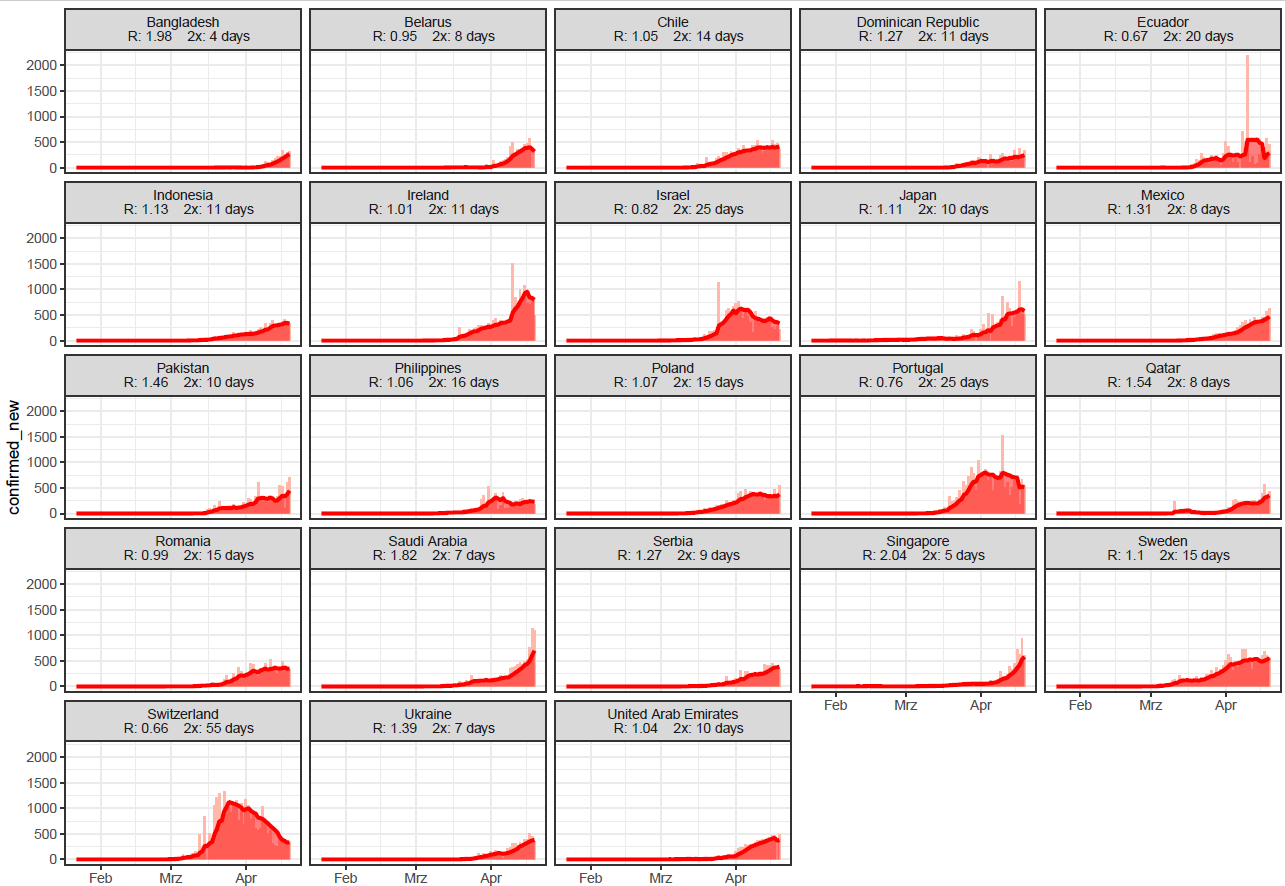 Bangladesh
R: 1.98 2x: 4 days
Belarus
R: 0.95 2x: 8 days
Chile
R: 1.05 2x: 14 days
Dominican Republic
R: 1.27 2x: 11 days
Ecuador
R: 0.67 2x: 20 days
2000
1500
1000
500
0
Indonesia
R: 1.13 2x: 11 days
Ireland
R: 1.01 2x: 11 days
Israel
R: 0.82 2x: 25 days
Japan
R: 1.11 2x: 10 days
Mexico
R: 1.31 2x: 8 days
2000
1500
1000
500
0
Pakistan
R: 1.46 2x: 10 days
Philippines
R: 1.06 2x: 16 days
Poland
R: 1.07 2x: 15 days
Portugal
R: 0.76 2x: 25 days
Qatar
R: 1.54 2x: 8 days
confirmed_new
2000
1500
1000
500
0
Romania
R: 0.99 2x: 15 days
Saudi Arabia
R: 1.82 2x: 7 days
Serbia
R: 1.27 2x: 9 days
Singapore
R: 2.04 2x: 5 days
Sweden
R: 1.1 2x: 15 days
2000
1500
1000
500
0
Feb Mrz Apr
Feb Mrz Apr
Switzerland
R: 0.66 2x: 55 days
Ukraine
R: 1.39 2x: 7 days
United Arab Emirates
R: 1.04 2x: 10 days
2000
1500
1000
500
0
Feb Mrz Apr
Feb Mrz Apr
Feb Mrz Apr